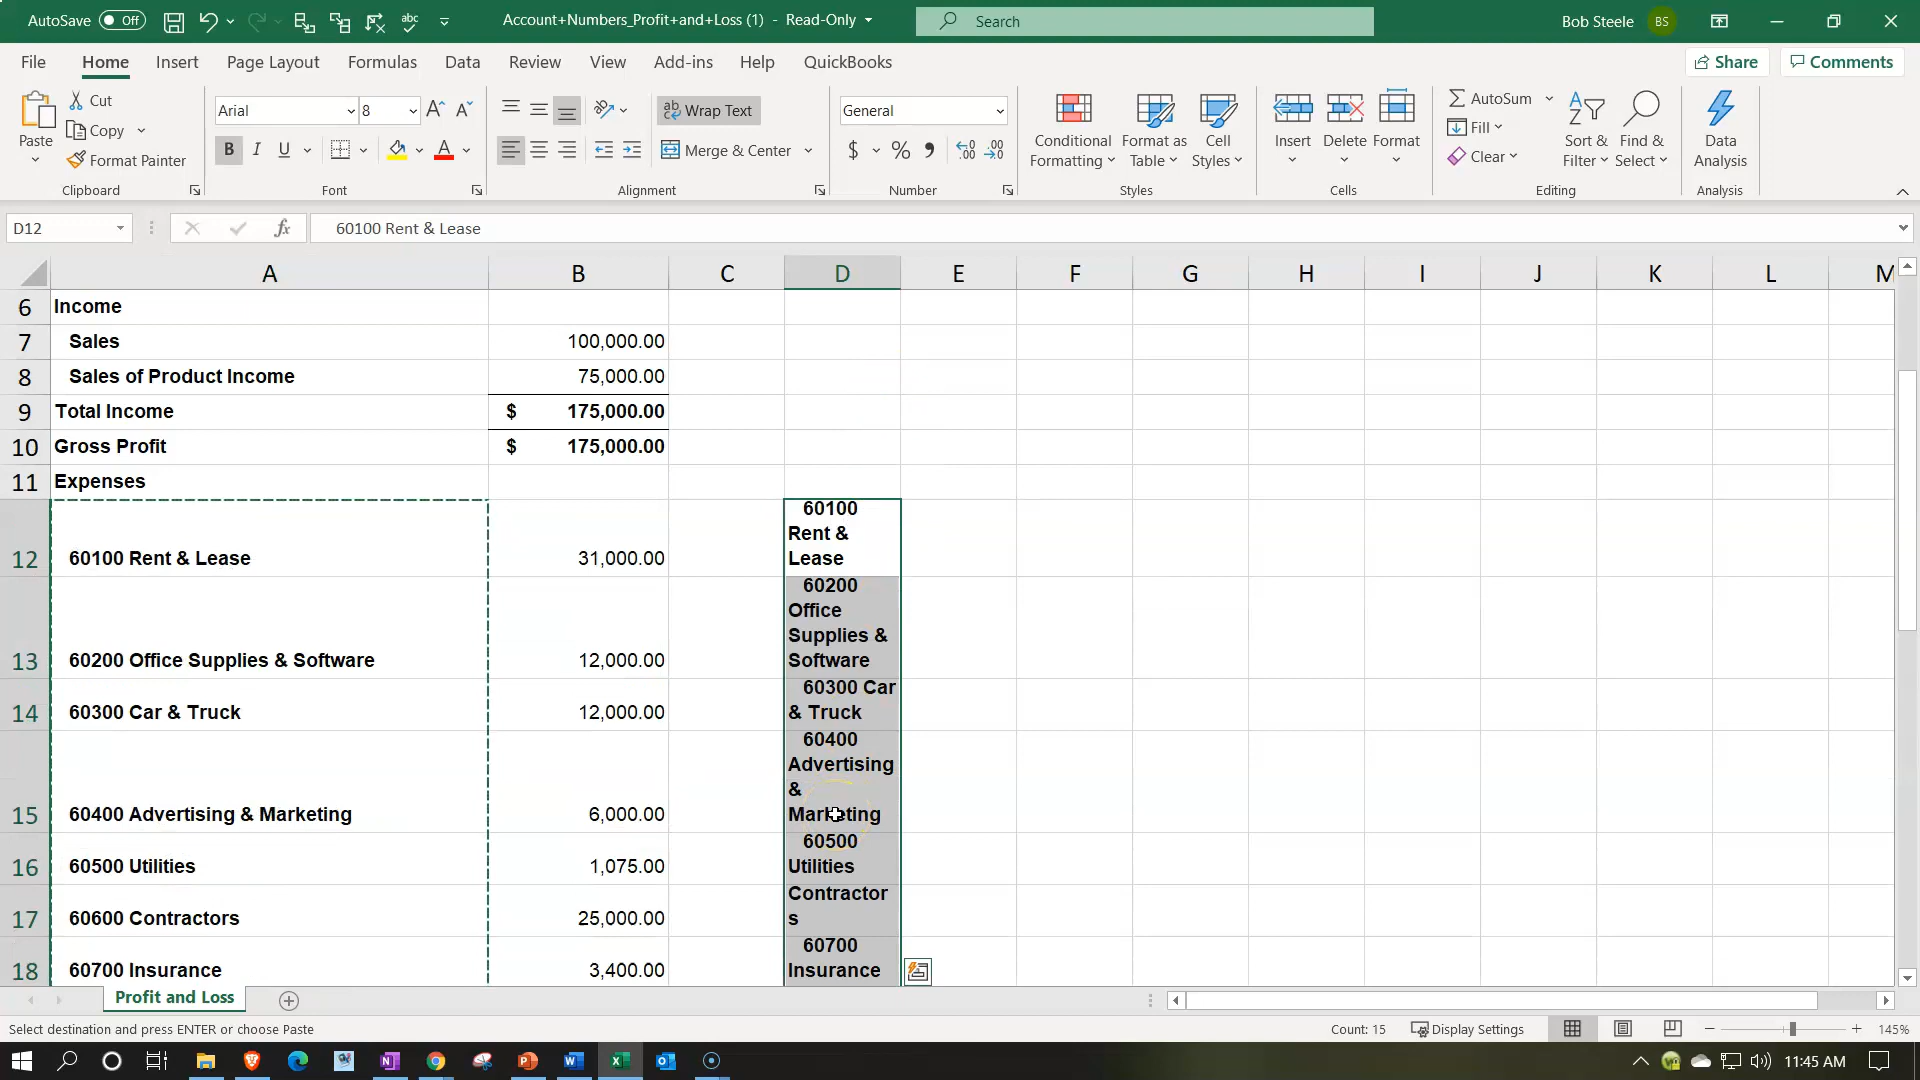 AutoSave Off
Account+Numbers_Profit+and+Loss (1) - Read-Only
Search
Bob Steele BS
File Home Insert Page Layout Formulas Data Review View Add-ins Help QuickBooks Share Comments
Paste
Cut
Copy
Format Painter
Clipboard
Arial 8
B I U
Font
Wrap Text
Merge & Center
Alignment
General
$ % 9
Number
Conditional Formatting
Format as Table
Cell Styles
Styles
Insert Delete Format
Cells
AutoSum
Fill
Clear
Sort & Filter
Find & Select
Editing
Data Analysis
Analysis
D12 fx 60100 Rent & Lease
A B C D E F G H I J K L M
6 Income
7 Sales 100,000.00
8 Sales of Product Income 75,000.00
9 Total Income $ 175,000.00
10 Gross Profit $ 175,000.00
11 Expenses
12 60100 Rent & Lease 31,000.00
60100
Rent &
Lease
13 60200 Office Supplies & Software 12,000.00
60200
Office
Supplies &
Software
14 60300 Car & Truck 12,000.00
60300 Car
& Truck
15 60400 Advertising & Marketing 6,000.00
60400
Advertising
&
Marketing
16 60500 Utilities 1,075.00
60500
Utilities
17 60600 Contractors 25,000.00
Contractor
s
18 60700 Insurance 3,400.00
60700
Insurance
Profit and Loss
Select destination and press ENTER or choose Paste
Count: 15 Display Settings 145%
11:45 AM